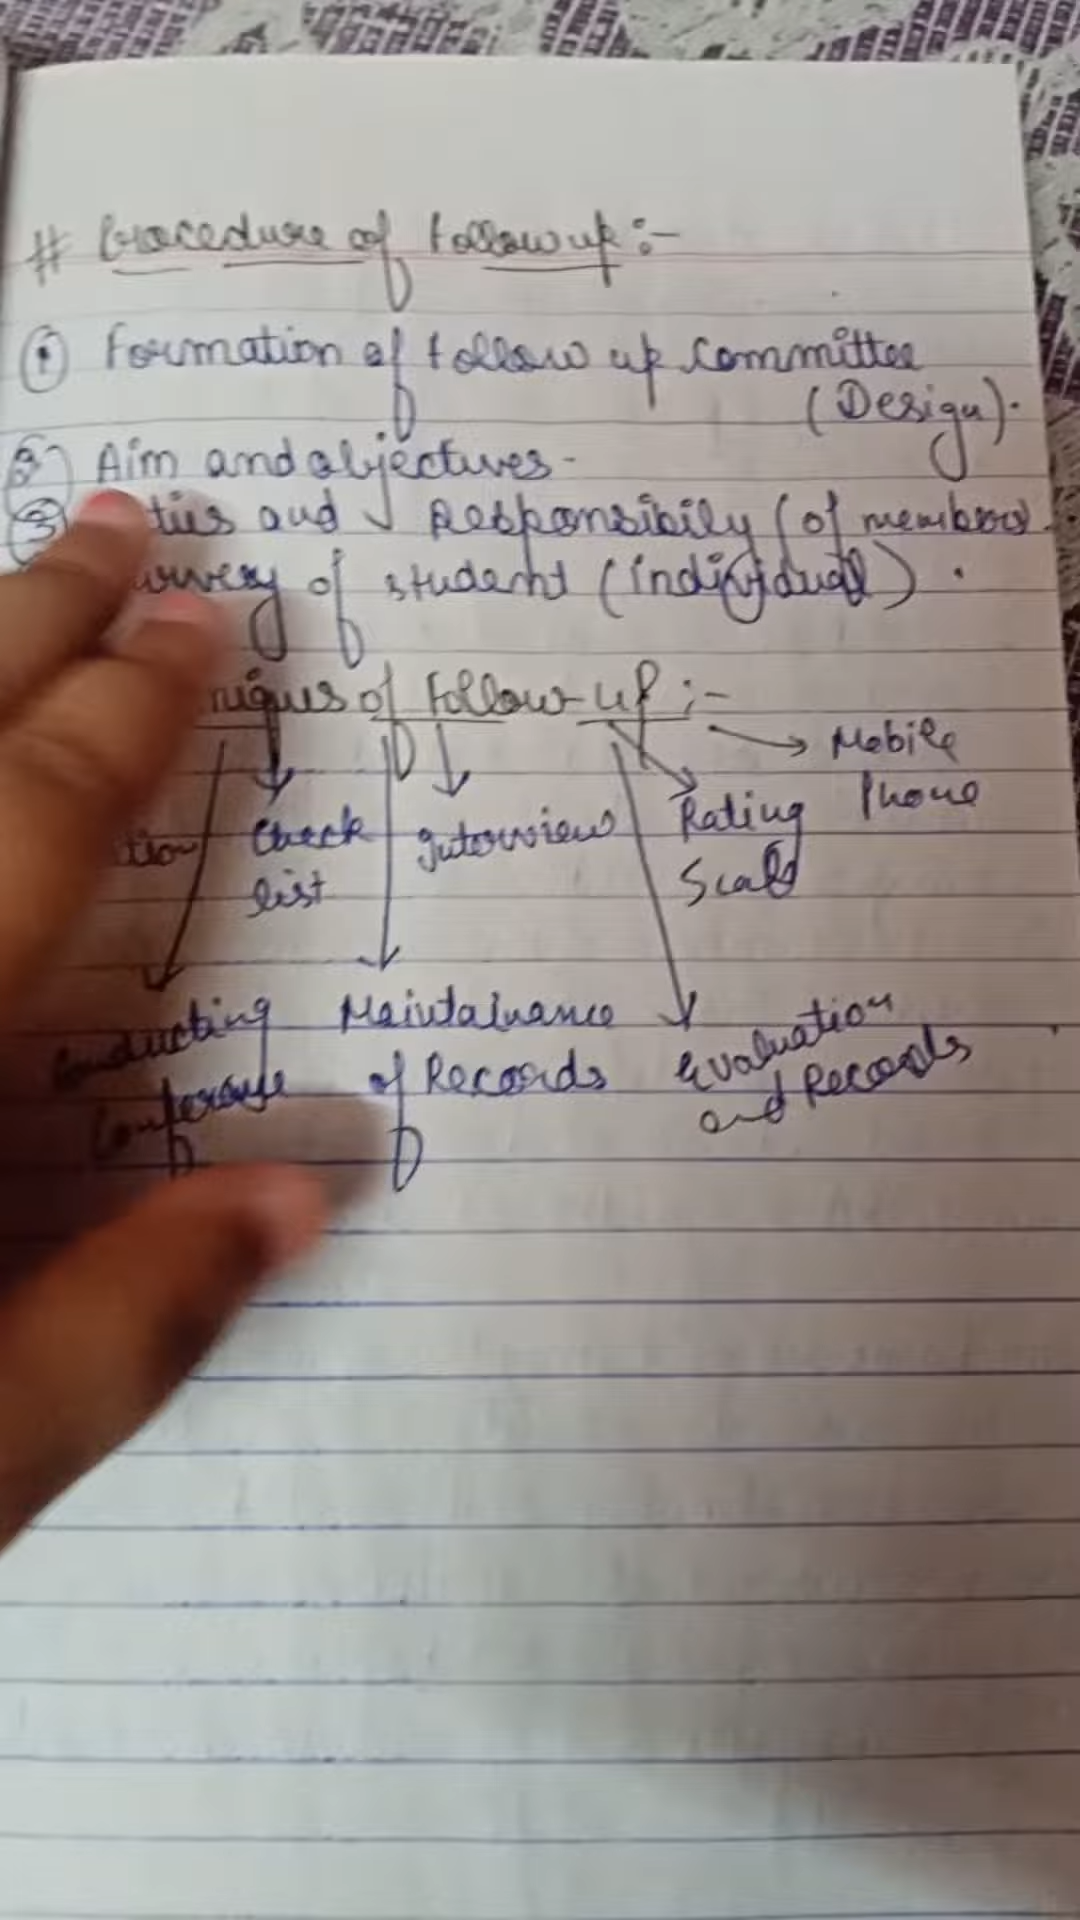 # Procedure of Follow up :-
① Formation of Follow up Committee
(Design).
Aim and objectives.
③ and Responsibily (of members)
of student (individual).
of Follow-up :-
Mobile
Phone
Check
list
Interview
Rating
Scale
Conducting
Maintainance
of Records
Evaluation
and Records